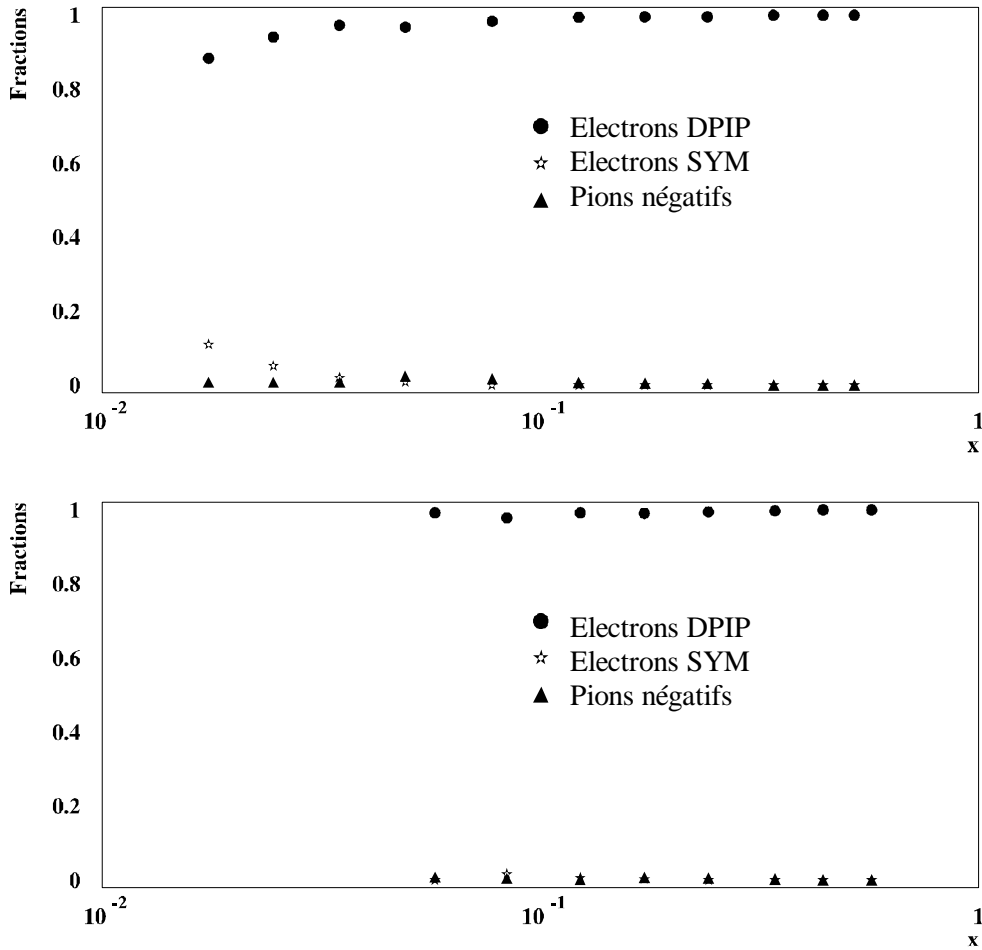 Fractions
1
0.8
0.6
0.4
0.2
0
Electrons DPIP
Electrons SYM
Pions négatifs
10 -2
10 -1
1
x
Fractions
1
0.8
0.6
0.4
0.2
0
Electrons DPIP
Electrons SYM
Pions négatifs
10 -2
10 -1
1
x